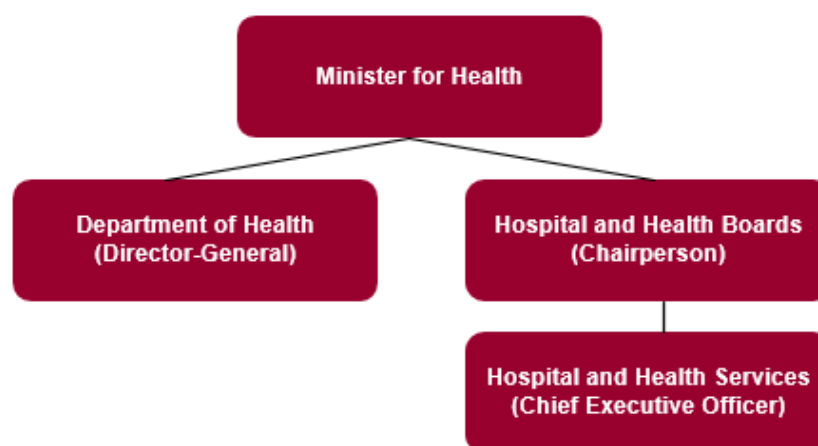 Minister for Health
Department of Health
(Director-General)
Hospital and Health Boards
(Chairperson)
Hospital and Health Services
(Chief Executive Officer)